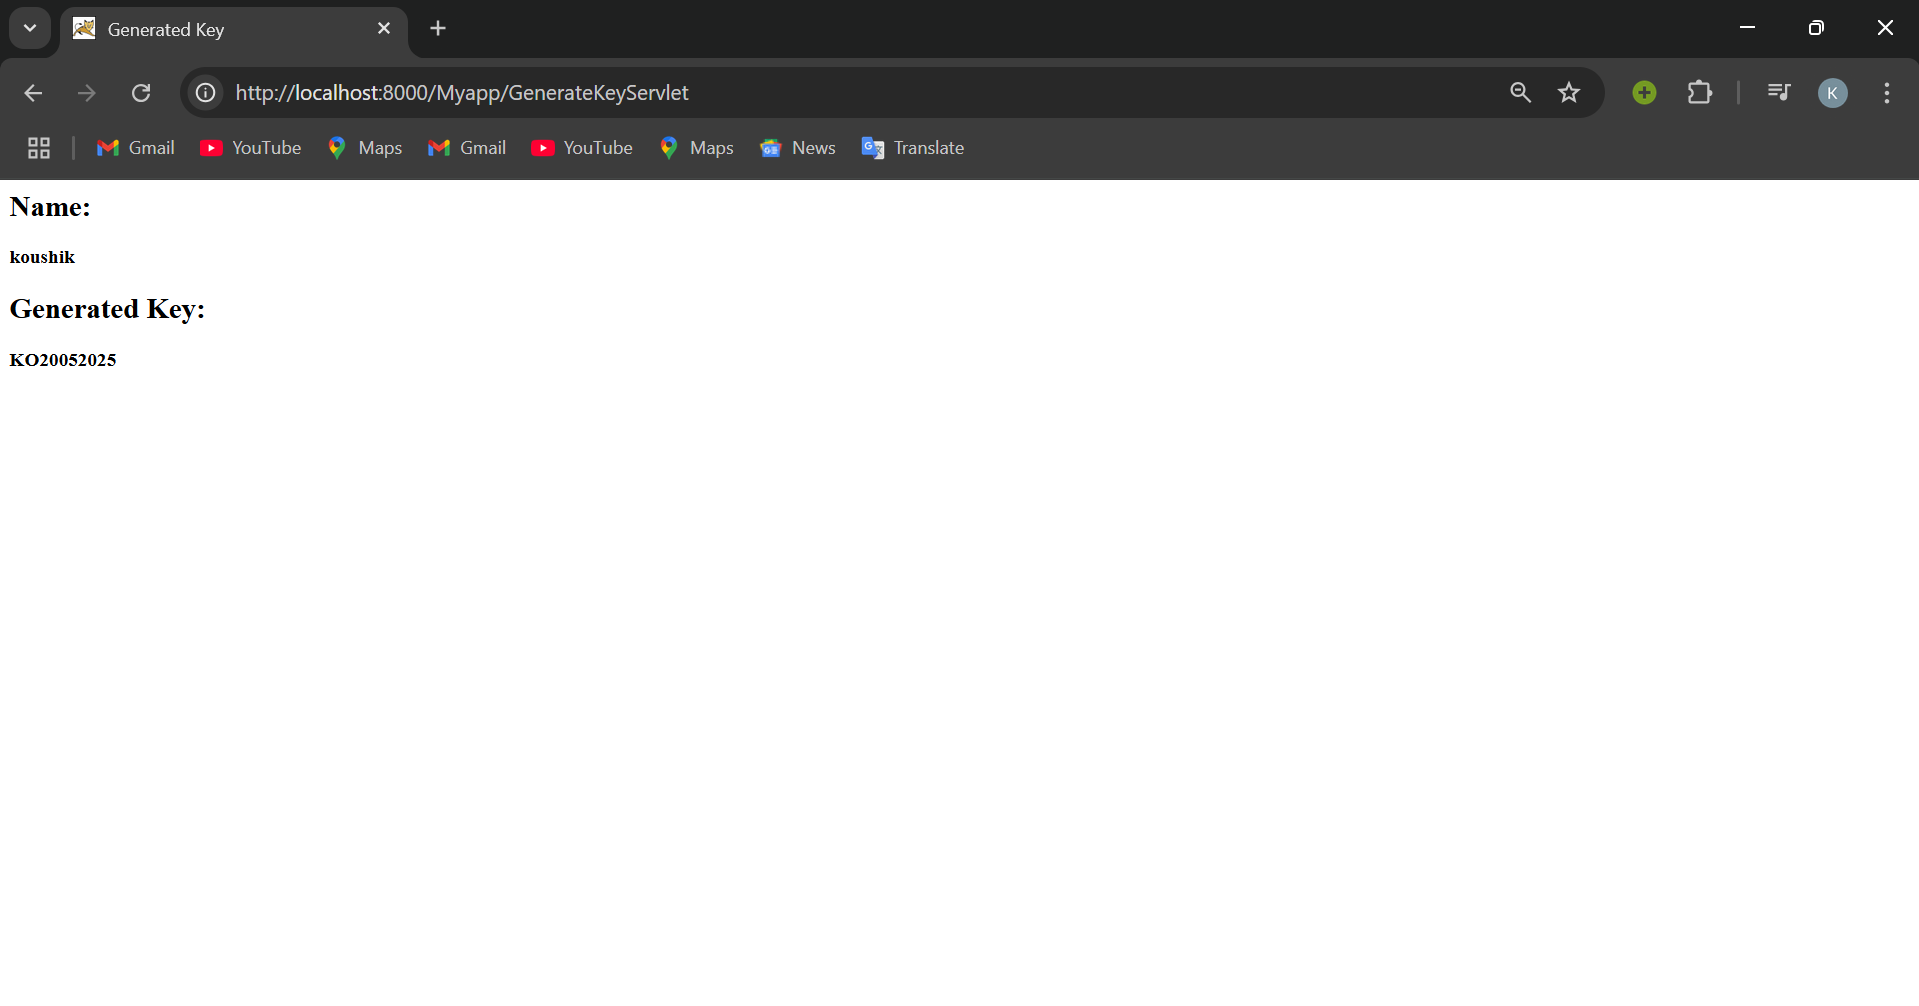 Generated Key
http://localhost:8000/Myapp/GenerateKeyServlet
K
Gmail YouTube Maps Gmail YouTube Maps News Translate
Name:
koushik
Generated Key:
KO20052025